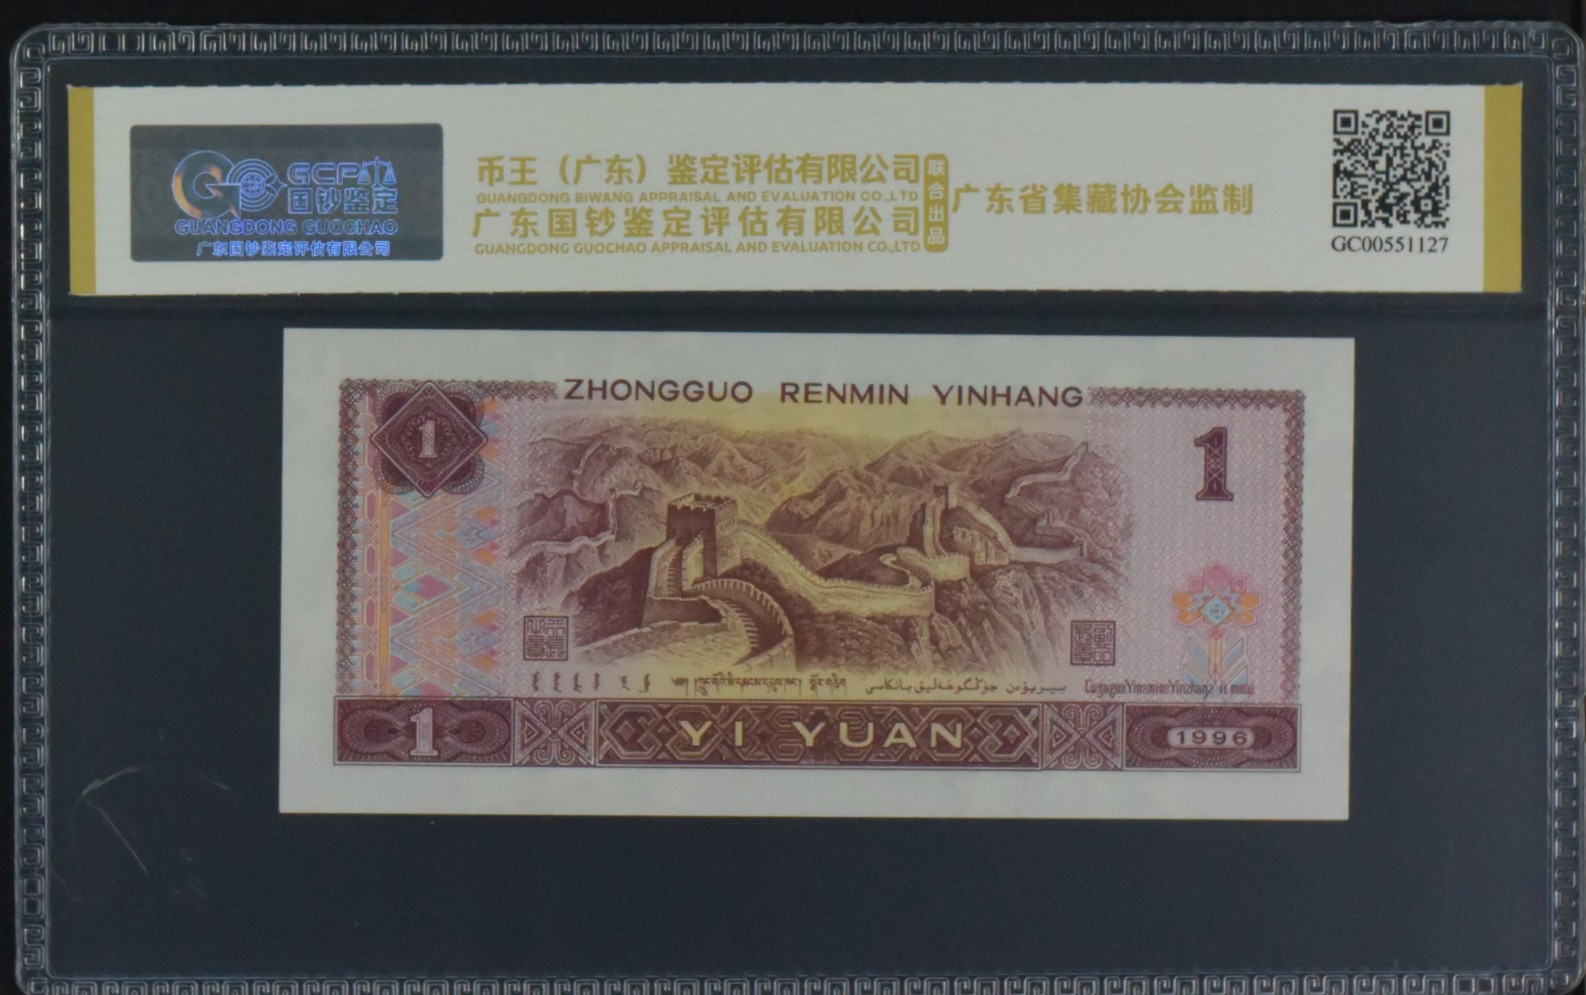 GCP
国钞鉴定
GUANGDONG GUOCHAO
广东国钞鉴定评估有限公司
币王（广东）鉴定评估有限公司
GUANGDONG BIWANG APPRAISAL AND EVALUATION CO.,LTD
广东国钞鉴定评估有限公司
GUANGDONG GUOCHAO APPRAISAL AND EVALUATION CO.,LTD
联合出品
广东省集藏协会监制
GC00551127
ZHONGGUO RENMIN YINHANG
1
1
1
YI YUAN
1996